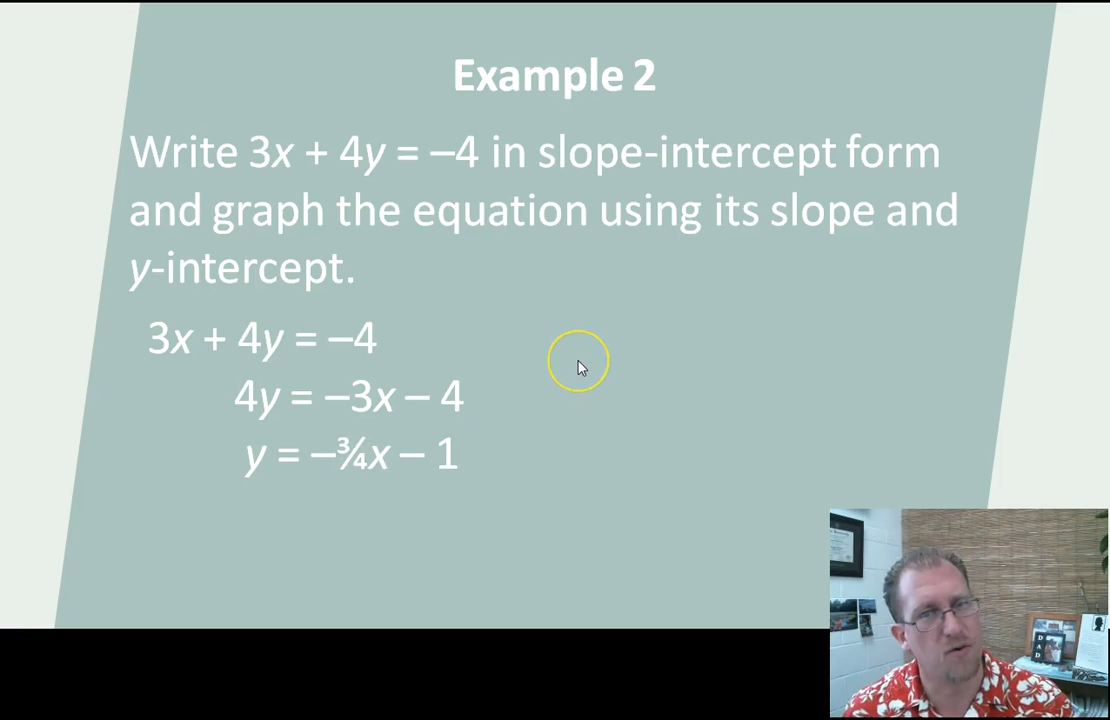 Example 2
Write 3x + 4y = –4 in slope-intercept form
and graph the equation using its slope and
y-intercept.
3x + 4y = –4
4y = –3x – 4
y = –¾x – 1
DAD